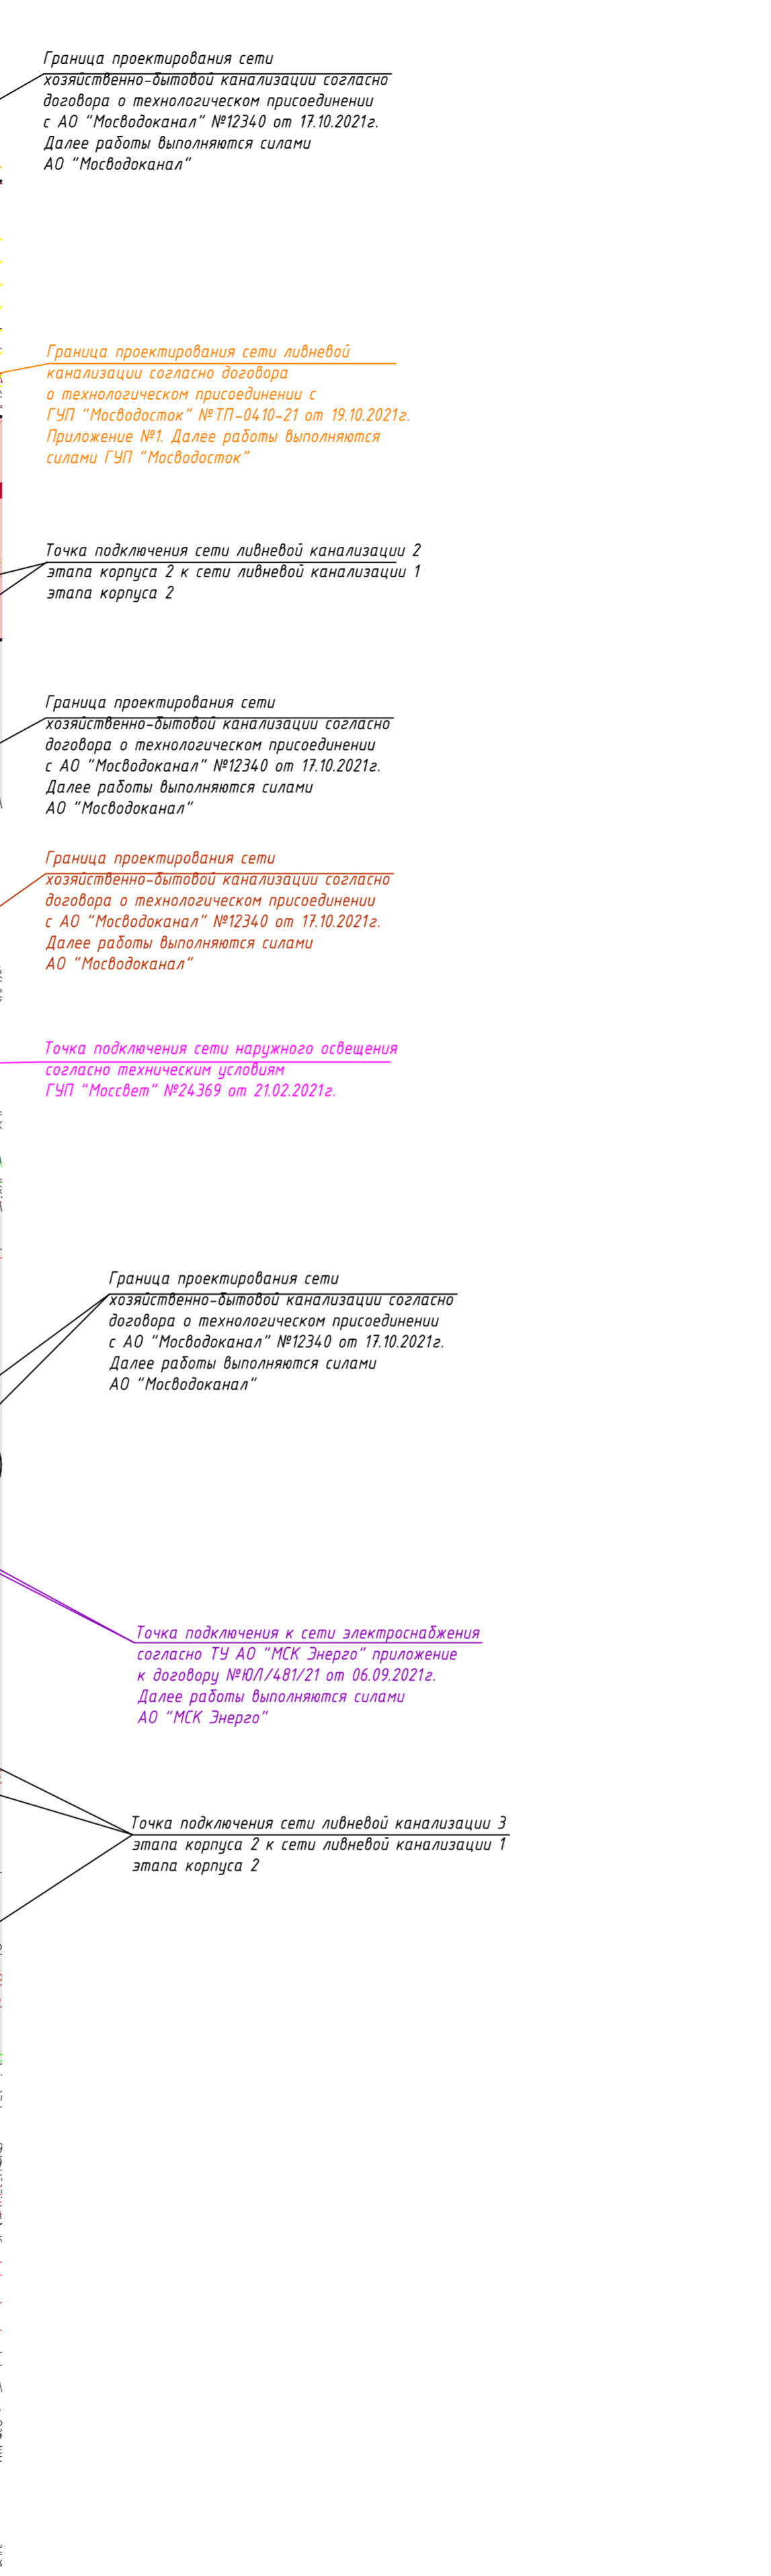 Граница проектирования сети
хозяйственно-бытовой канализации согласно
договора о технологическом присоединении
с АО "Мосводоканал" №12340 от 17.10.2021г.
Далее работы выполняются силами
АО "Мосводоканал"
Граница проектирования сети ливневой
канализации согласно договора
о технологическом присоединении с
ГУП "Мосводосток" №ТП-0410-21 от 19.10.2021г.
Приложение №1. Далее работы выполняются
силами ГУП "Мосводосток"
Точка подключения сети ливневой канализации 2
этапа корпуса 2 к сети ливневой канализации 1
этапа корпуса 2
Граница проектирования сети
хозяйственно-бытовой канализации согласно
договора о технологическом присоединении
с АО "Мосводоканал" №12340 от 17.10.2021г.
Далее работы выполняются силами
АО "Мосводоканал"
Граница проектирования сети
хозяйственно-бытовой канализации согласно
договора о технологическом присоединении
с АО "Мосводоканал" №12340 от 17.10.2021г.
Далее работы выполняются силами
АО "Мосводоканал"
Точка подключения сети наружного освещения
согласно техническим условиям
ГУП "Моссвет" №24369 от 21.02.2021г.
Граница проектирования сети
хозяйственно-бытовой канализации согласно
договора о технологическом присоединении
с АО "Мосводоканал" №12340 от 17.10.2021г.
Далее работы выполняются силами
АО "Мосводоканал"
Точка подключения к сети электроснабжения
согласно ТУ АО "МСК Энерго" приложение
к договору №ЮЛ/481/21 от 06.09.2021г.
Далее работы выполняются силами
АО "МСК Энерго"
Точка подключения сети ливневой канализации 3
этапа корпуса 2 к сети ливневой канализации 1
этапа корпуса 2